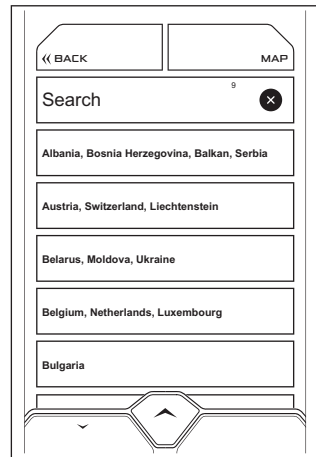 BACK
MAP
9
Search
Albania, Bosnia Herzegovina, Balkan, Serbia
Austria, Switzerland, Liechtenstein
Belarus, Moldova, Ukraine
Belgium, Netherlands, Luxembourg
Bulgaria